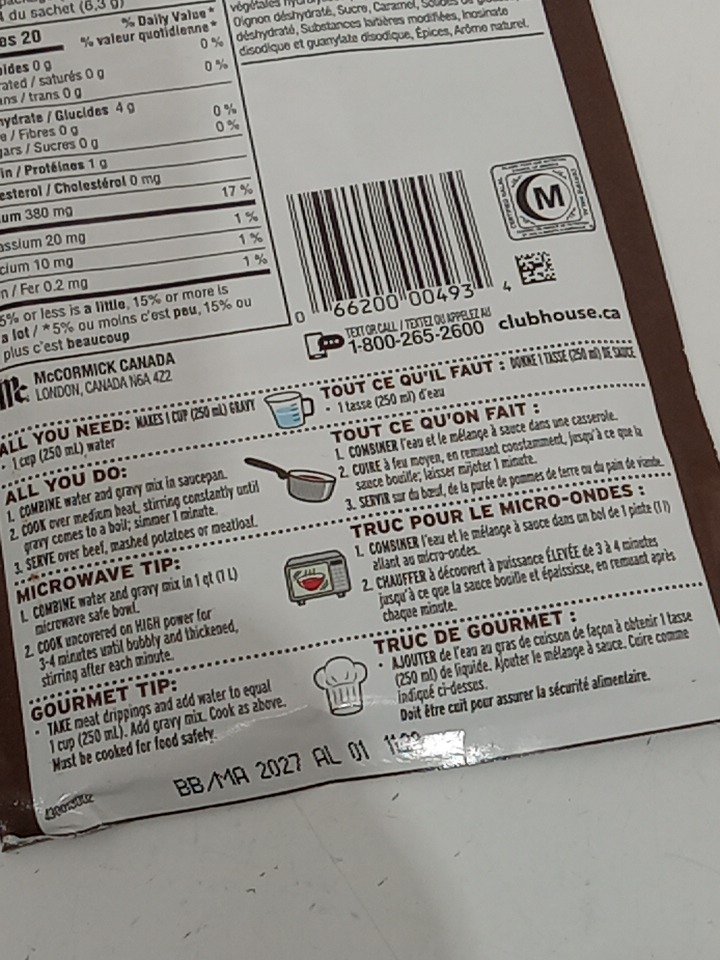 du sachet (6,3 g)
% Daily Value*
% valeur quotidienne*
20
0 g 0 %
/ saturés 0 g 0 %
/ trans 0 g
/ Glucides 4 g
/ Fibres 0 g 0 %
/ Sucres 0 g 0 %
/ Protéines 1 g
/ Cholestérol 0 mg
380 mg 17 %
20 mg 1 %
10 mg 1 %
/ Fer 0.2 mg 1 %
5% or less is a little, 15% or more is
a lot / *5% ou moins c'est peu, 15% ou
plus c'est beaucoup
végétales
Oignon déshydraté, Sucre, Caramel,
déshydraté, Substances laitières modifiées, Inosinate
disodique et guanylate disodique, Épices, Arôme naturel.
M
0 66200 00493 4
TEXT OR CALL / TEXTEZ OU APPELEZ AU
1-800-265-2600 clubhouse.ca
Mc McCORMICK CANADA
LONDON, CANADA N6A 4Z2
ALL YOU NEED: MAKES 1 CUP (250 mL) GRAVY
• 1 cup (250 mL) water
ALL YOU DO:
1. COMBINE water and gravy mix in saucepan.
2. COOK over medium heat, stirring constantly until
gravy comes to a boil; simmer 1 minute.
3. SERVE over beef, mashed potatoes or meatloaf.
MICROWAVE TIP:
1. COMBINE water and gravy mix in 1 qt (1 L)
microwave safe bowl.
2. COOK uncovered on HIGH power for
3-4 minutes until bubbly and thickened,
stirring after each minute.
GOURMET TIP:
• TAKE meat drippings and add water to equal
1 cup (250 mL). Add gravy mix. Cook as above.
Must be cooked for food safety.
TOUT CE QU'IL FAUT : DONNE 1 TASSE (250 ml) DE SAUCE
• 1 tasse (250 ml) d'eau
TOUT CE QU'ON FAIT :
1. COMBINER l'eau et le mélange à sauce dans une casserole.
2. CUIRE à feu moyen, en remuant constamment, jusqu'à ce que la
sauce bouille; laisser mijoter 1 minute.
3. SERVIR sur du bœuf, de la purée de pommes de terre ou du pain de viande.
TRUC POUR LE MICRO-ONDES :
1. COMBINER l'eau et le mélange à sauce dans un bol de 1 pinte (1 l)
allant au micro-ondes.
2. CHAUFFER à découvert à puissance ÉLEVÉE de 3 à 4 minutes
jusqu'à ce que la sauce bouille et épaississe, en remuant après
chaque minute.
TRUC DE GOURMET :
• AJOUTER de l'eau au gras de cuisson de façon à obtenir 1 tasse
(250 ml) de liquide. Ajouter le mélange à sauce. Cuire comme
indiqué ci-dessus.
Doit être cuit pour assurer la sécurité alimentaire.
BB/MA 2027 AL 01